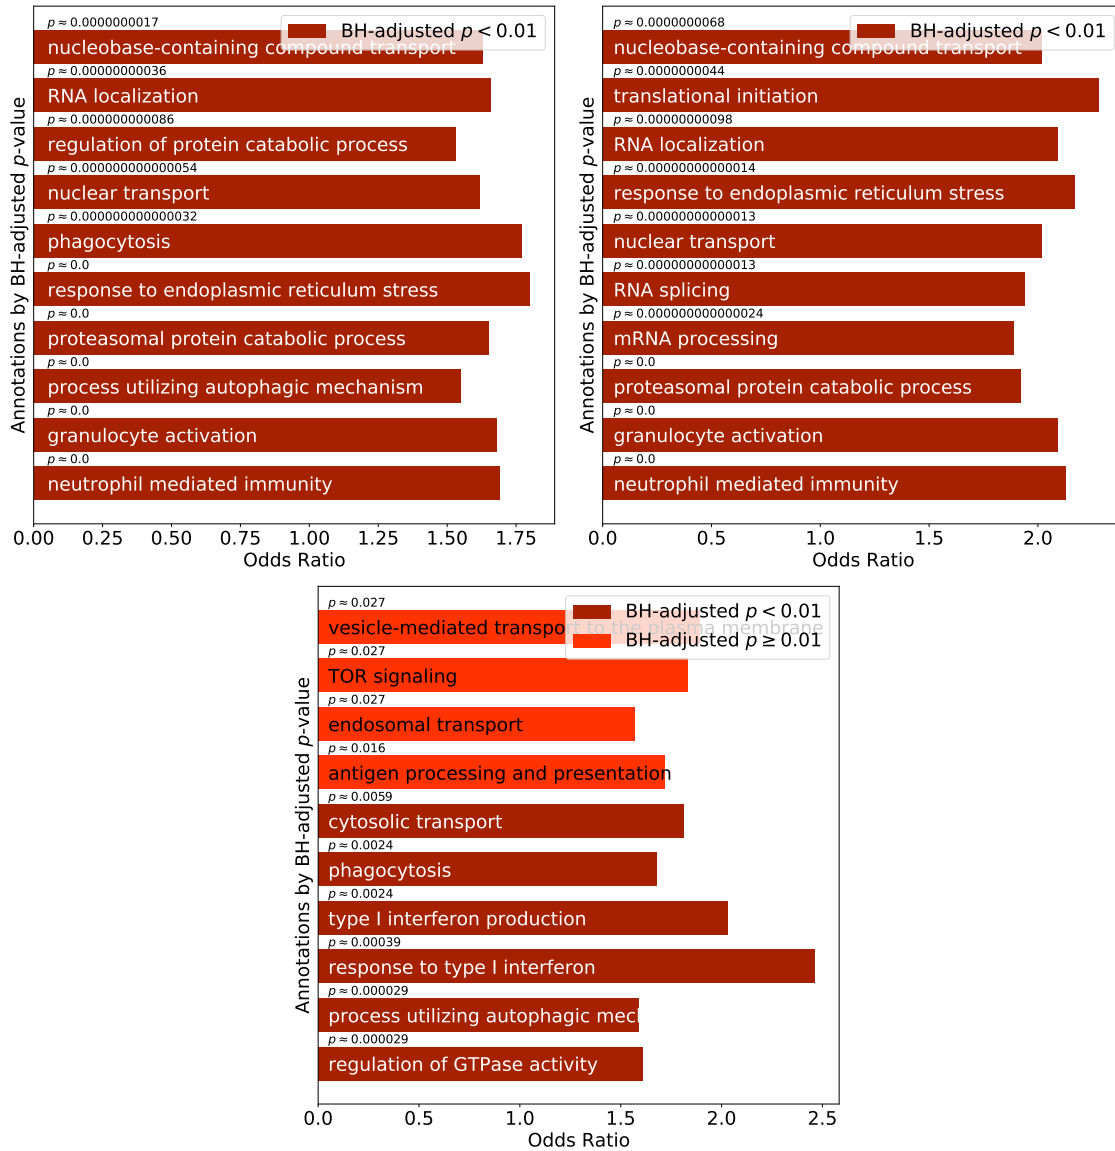 p ≈ 0.0000000017
BH-adjusted p < 0.01
nucleobase-containing compound transport
p ≈ 0.00000000036
RNA localization
p ≈ 0.000000000086
regulation of protein catabolic process
p ≈ 0.000000000000054
nuclear transport
p ≈ 0.000000000000032
phagocytosis
p ≈ 0.0
response to endoplasmic reticulum stress
p ≈ 0.0
proteasomal protein catabolic process
p ≈ 0.0
process utilizing autophagic mechanism
p ≈ 0.0
granulocyte activation
p ≈ 0.0
neutrophil mediated immunity
Annotations by BH-adjusted p-value
0.00 0.25 0.50 0.75 1.00 1.25 1.50 1.75
Odds Ratio
p ≈ 0.0000000068
BH-adjusted p < 0.01
nucleobase-containing compound transport
p ≈ 0.0000000044
translational initiation
p ≈ 0.00000000098
RNA localization
p ≈ 0.00000000000014
response to endoplasmic reticulum stress
p ≈ 0.00000000000013
nuclear transport
p ≈ 0.00000000000013
RNA splicing
p ≈ 0.000000000000024
mRNA processing
p ≈ 0.0
proteasomal protein catabolic process
p ≈ 0.0
granulocyte activation
p ≈ 0.0
neutrophil mediated immunity
Annotations by BH-adjusted p-value
0.0 0.5 1.0 1.5 2.0
Odds Ratio
p ≈ 0.027
BH-adjusted p < 0.01
vesicle-mediated transport to the plasma membrane
BH-adjusted p ≥ 0.01
p ≈ 0.027
TOR signaling
p ≈ 0.027
endosomal transport
p ≈ 0.016
antigen processing and presentation
p ≈ 0.0059
cytosolic transport
p ≈ 0.0024
phagocytosis
p ≈ 0.0024
type I interferon production
p ≈ 0.00039
response to type I interferon
p ≈ 0.000029
process utilizing autophagic mec
p ≈ 0.000029
regulation of GTPase activity
Annotations by BH-adjusted p-value
0.0 0.5 1.0 1.5 2.0 2.5
Odds Ratio